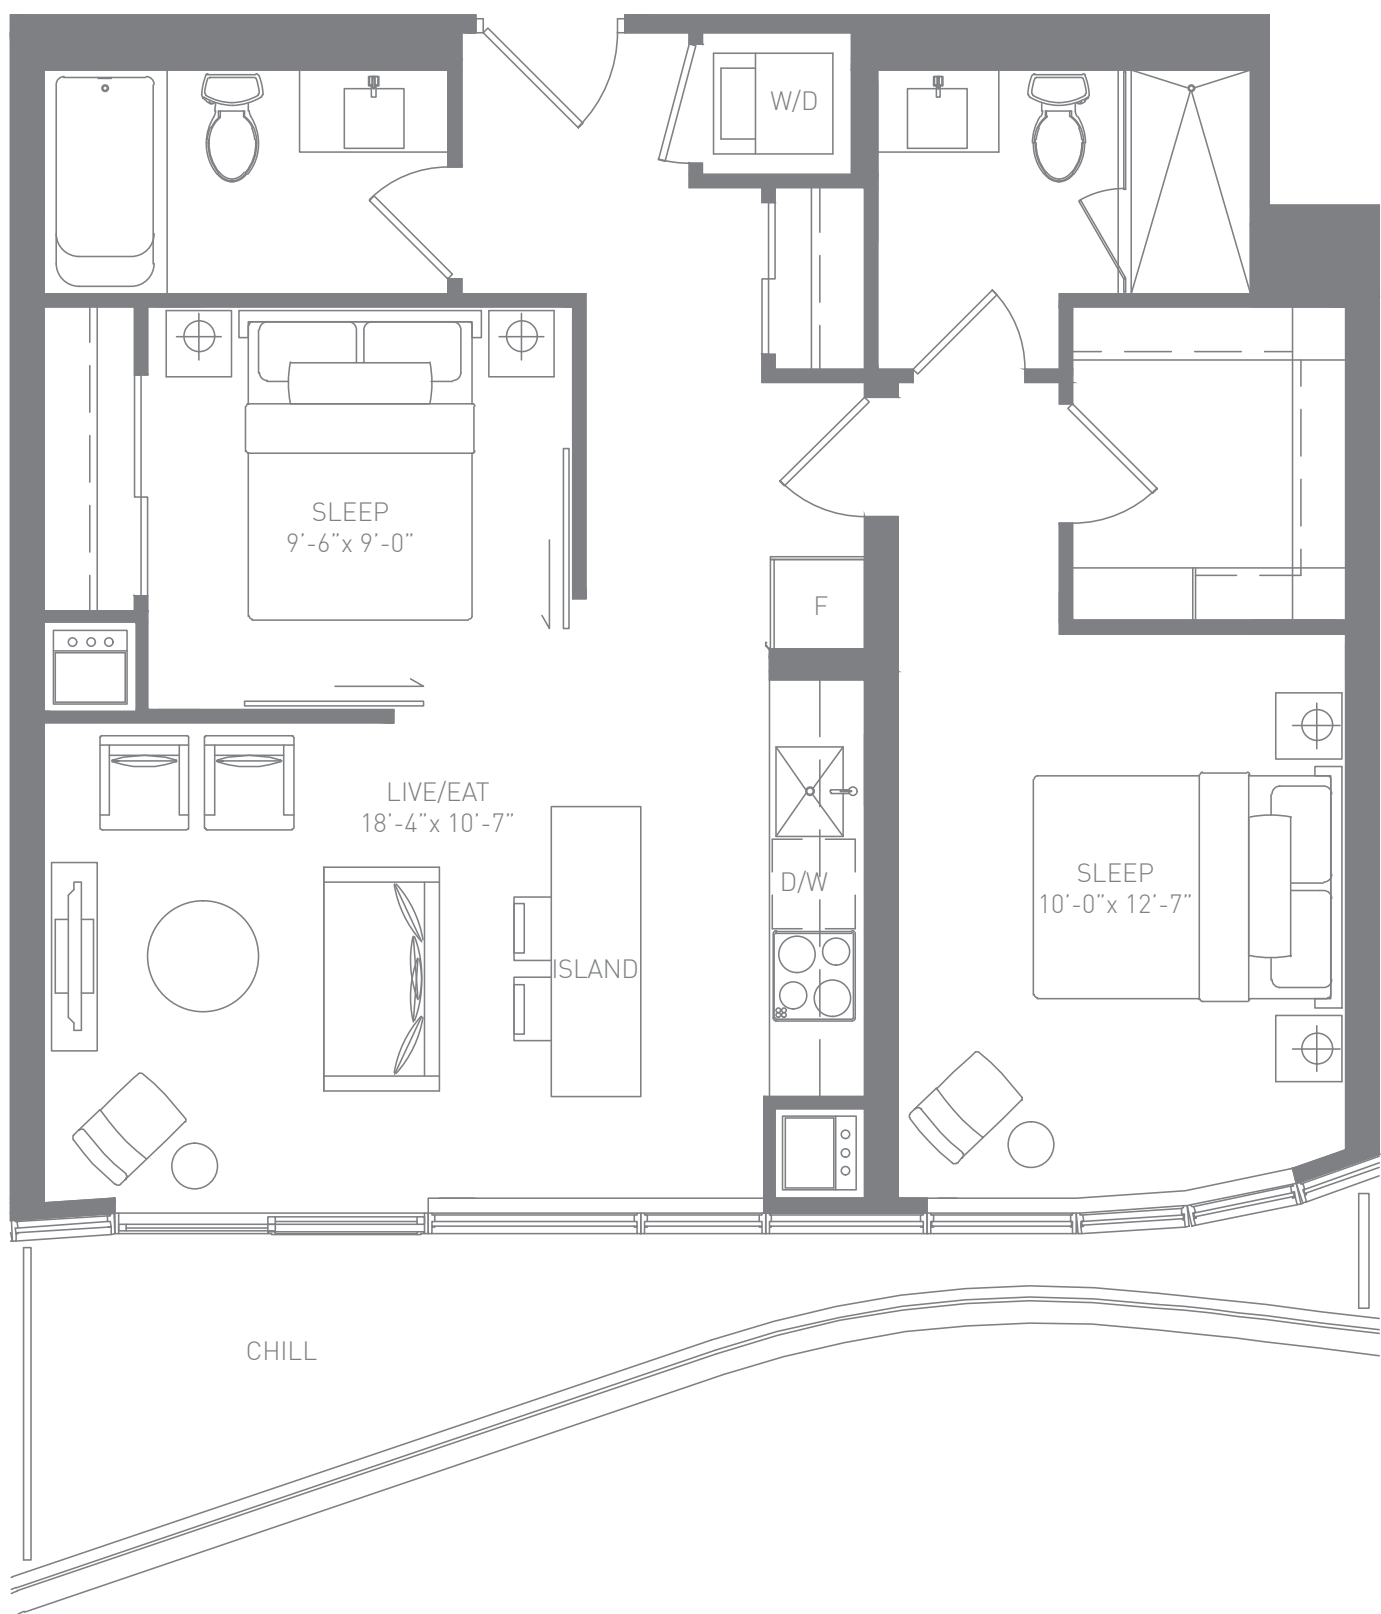 W/D
SLEEP
9'-6"x 9'-0"
F
LIVE/EAT
18'-4"x 10'-7"
D/W
SLEEP
10'-0"x 12'-7"
ISLAND
CHILL